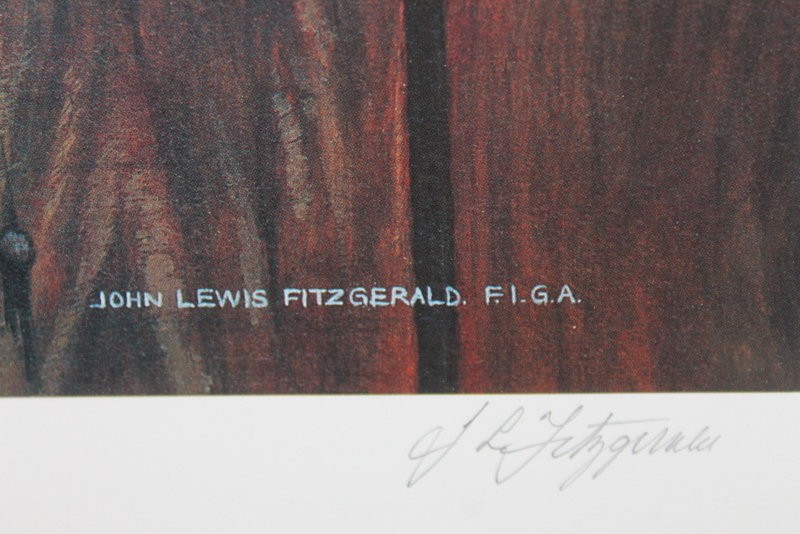 JOHN LEWIS FITZGERALD. F.I.G.A.
J L. Fitzgerald